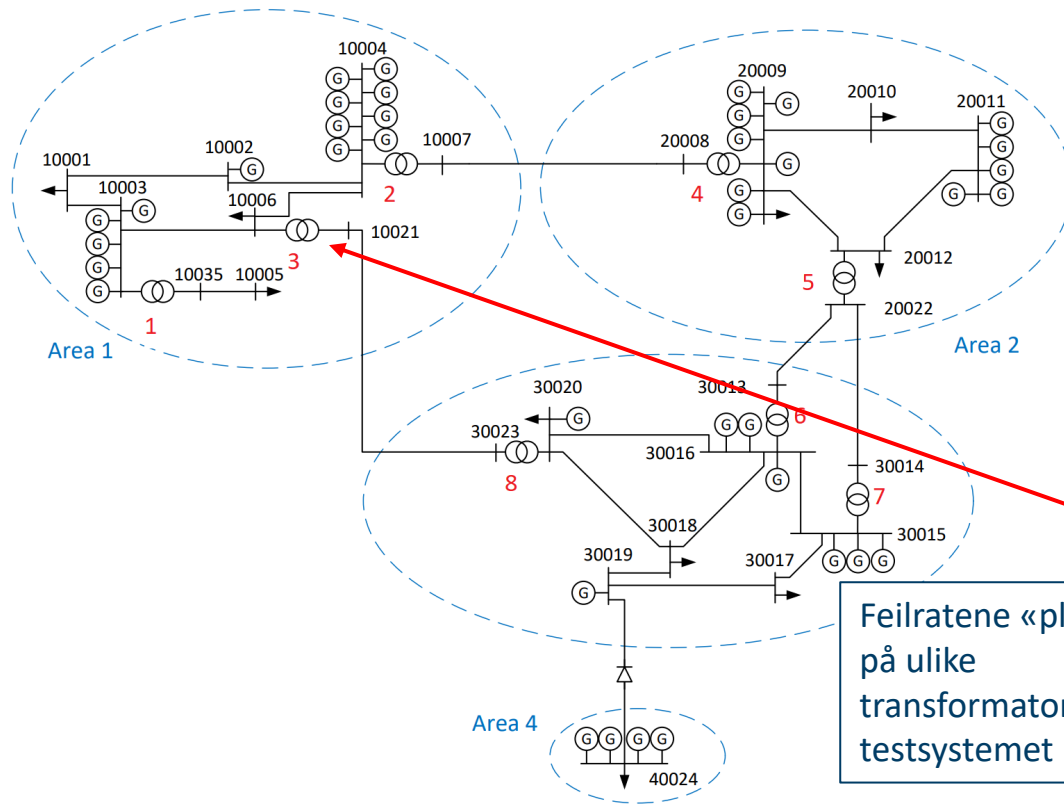 10004
G G
G G
G G
G G
10007
2
10002
G
10001
10003
G
G
G
G
G
10006
3
10021
10035 10005
1
Area 1
20009
G
G
G
G
20008
4
G
G
G
20010
20011
G
G
G
G G
20012
5
20022
Area 2
30020
G
30023
8
30013
6
G G
30016
G
30014
7
30015
G G G
30018
30019
G
30017
Area 4
G G G G
40024
Feilratene
på ulike
testsystemet